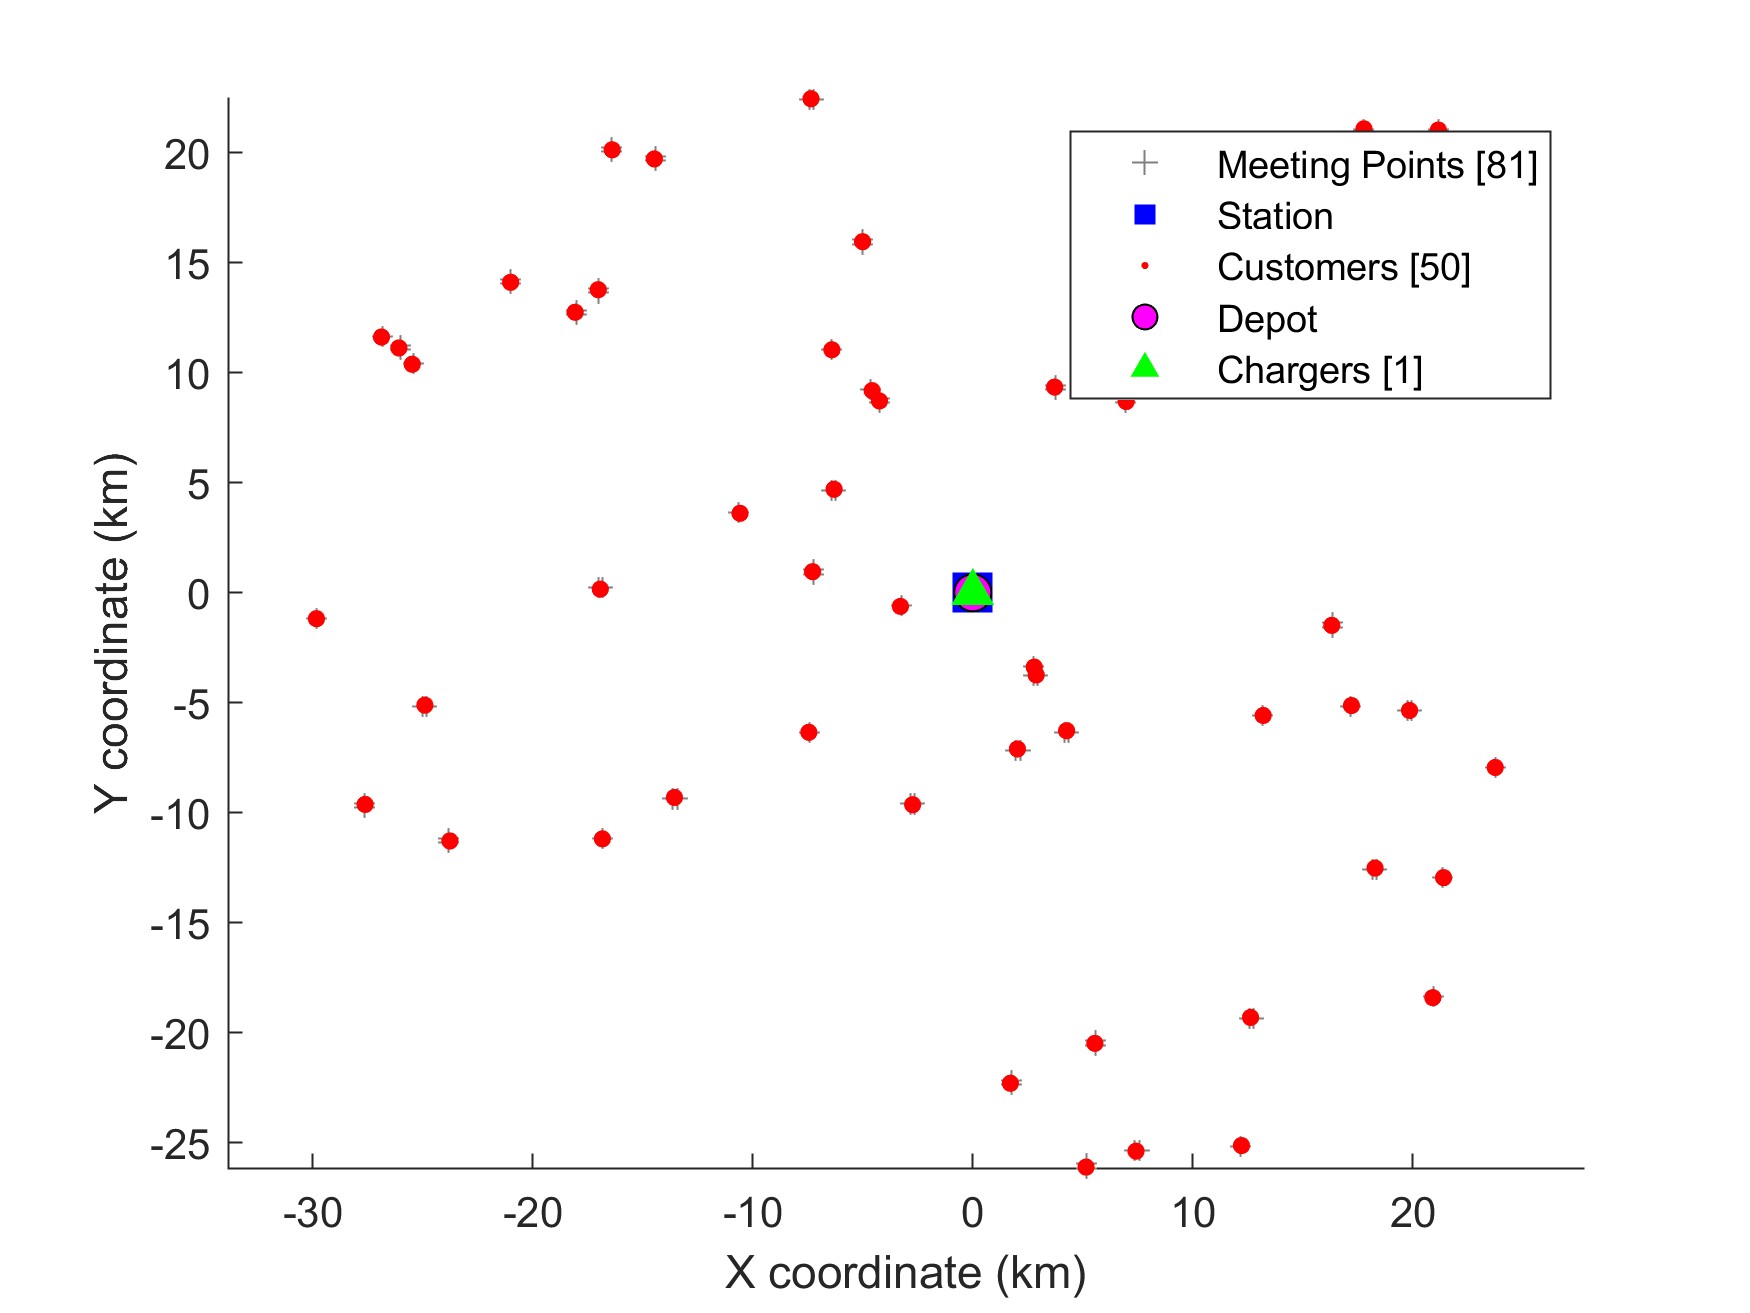 20
15
10
5
0
-5
-10
-15
-20
-25
Y coordinate (km)
Meeting Points [81]
Station
Customers [50]
Depot
Chargers [1]
-30 -20 -10 0 10 20
X coordinate (km)